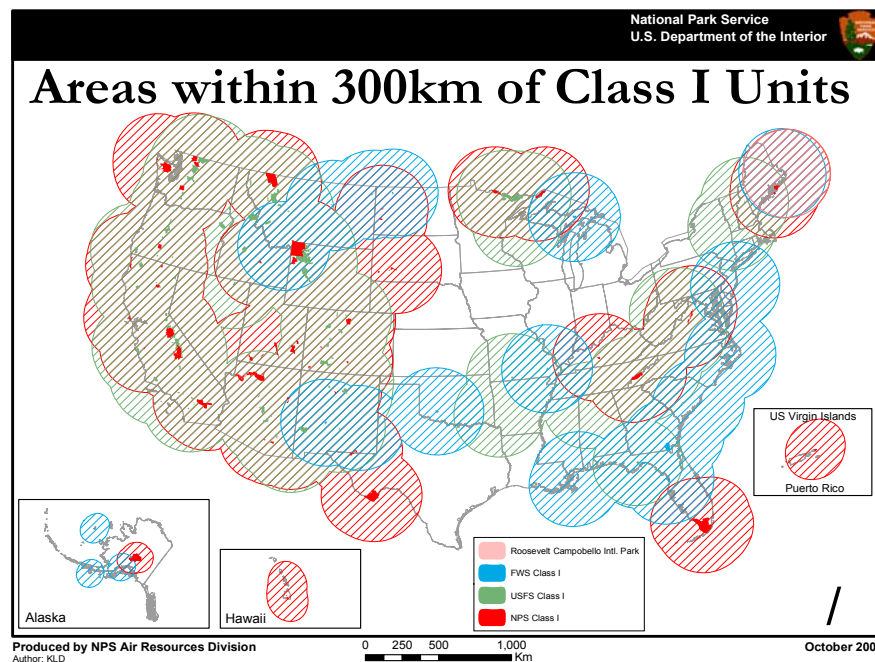 National Park Service
U.S. Department of the Interior
Areas within 300km of Class I Units
US Virgin Islands
Puerto Rico
Alaska
Hawaii
Roosevelt Campobello Intl. Park
FWS Class I
USFS Class I
NPS Class I
/
Produced by NPS Air Resources Division
Author: KLD
0 250 500 1,000
Km
October 200